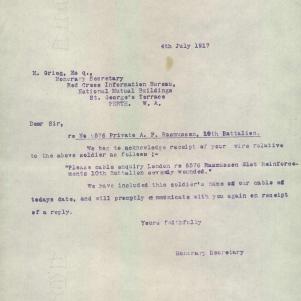 4th July 1917
M. Grieg, Esq.,
Honorary Secretary
Red Cross Information Bureau,
National Mutual Buildings
St. George's Terrace
PERTH. W. A.
Dear Sir,
re No 4576 Private A. P. Rasmussen, 10th Battalion.
We beg to acknowledge receipt of your wire relative
to the above soldier as follows :-
"Please cable enquiry London re 4576 Rasmussen 21st Reinforce-
ments 10th Battalion severely wounded."
We have included this soldier's name on our cable of
todays date, and will promptly communicate with you again on receipt
of a reply.
Yours faithfully
Honorary Secretary